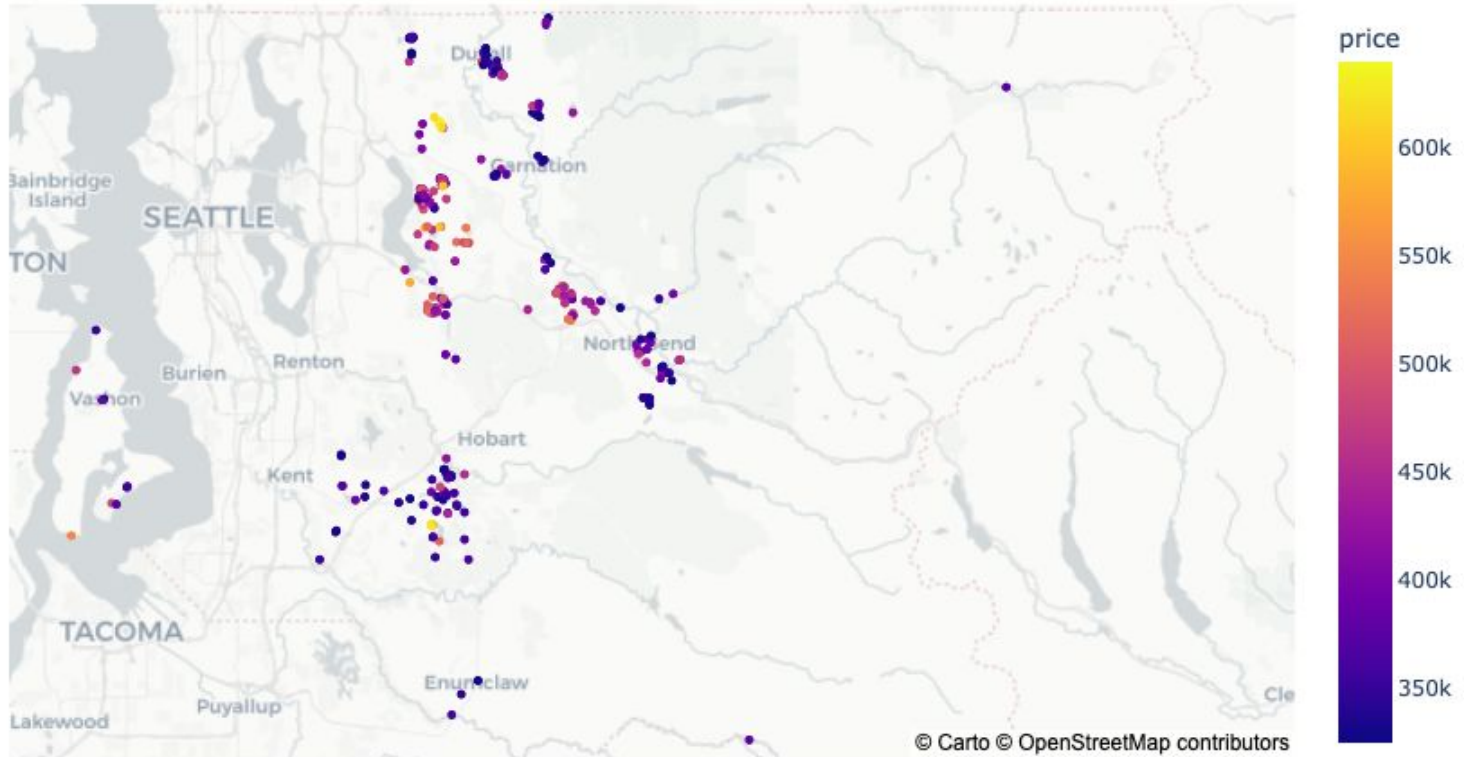 price
Duvall
600k
Carnation
Bainbridge
Island
SEATTLE
550k
TON
500k
North Bend
Renton
Burien
Vashon
450k
Hobart
Kent
400k
TACOMA
350k
Enumclaw
Cle
Puyallup
Lakewood
© Carto © OpenStreetMap contributors